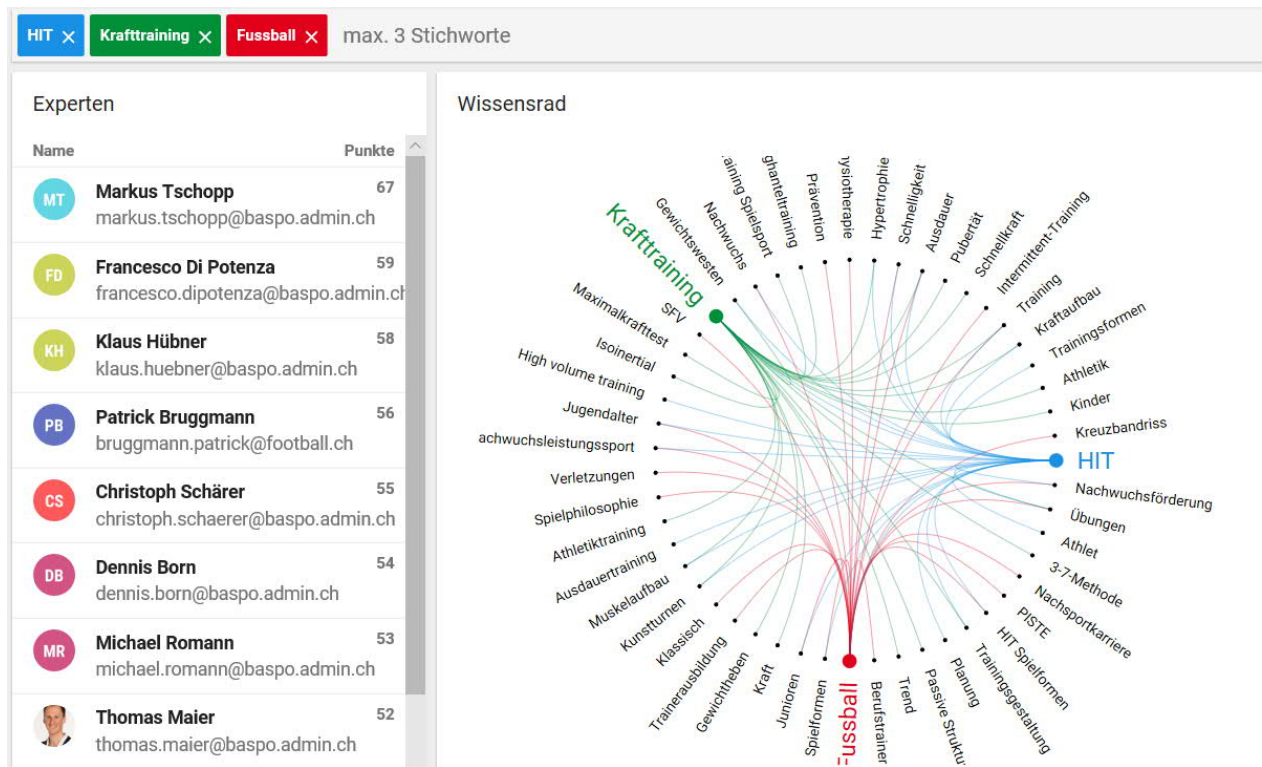 HIT × Krafttraining × Fussball × max. 3 Stichworte
Experten
Name Punkte
MT Markus Tschopp 67
markus.tschopp@baspo.admin.ch
FD Francesco Di Potenza 59
francesco.dipotenza@baspo.admin.ch
KH Klaus Hübner 58
klaus.huebner@baspo.admin.ch
PB Patrick Bruggmann 56
bruggmann.patrick@football.ch
CS Christoph Schärer 55
christoph.schaerer@baspo.admin.ch
DB Dennis Born 54
dennis.born@baspo.admin.ch
MR Michael Romann 53
michael.romann@baspo.admin.ch
Thomas Maier 52
thomas.maier@baspo.admin.ch
Wissensrad
Krafttraining
Gewichtswesten
Nachwuchs
aining Spielsport
ghanteltraining
Prävention
hysiotherapie
Hypertrophie
Schnelligkeit
Ausdauer
Pubertät
Schnellkraft
Intermittent-Training
Training
Kraftaufbau
Trainingsformen
Athletik
Kinder
Kreuzbandriss
HIT
Nachwuchsförderung
Übungen
Athlet
3-7-Methode
Nachsportkarriere
PISTE
HIT Spielformen
Trainingsgestaltung
Planung
Passive Struktu
Trend
Berufstrainer
Fussball
Spielformen
Junioren
Kraft
Gewichtheben
Trainerausbildung
Klassisch
Kunstturnen
Muskelaufbau
Ausdauertraining
Athletiktraining
Spielphilosophie
Verletzungen
achwuchsleistungssport
Jugendalter
High volume training
Isoinertial
Maximalkrafttest
SFV